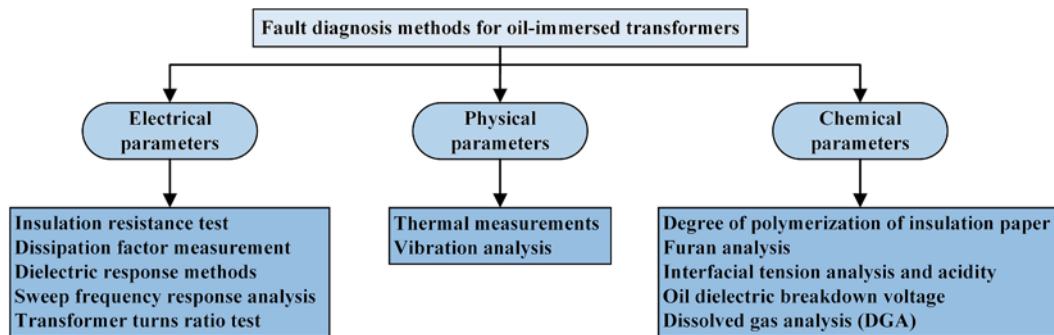 Fault diagnosis methods for oil-immersed transformers
Electrical
parameters
Physical
parameters
Chemical
parameters
Insulation resistance test
Dissipation factor measurement
Dielectric response methods
Sweep frequency response analysis
Transformer turns ratio test
Thermal measurements
Vibration analysis
Degree of polymerization of insulation paper
Furan analysis
Interfacial tension analysis and acidity
Oil dielectric breakdown voltage
Dissolved gas analysis (DGA)